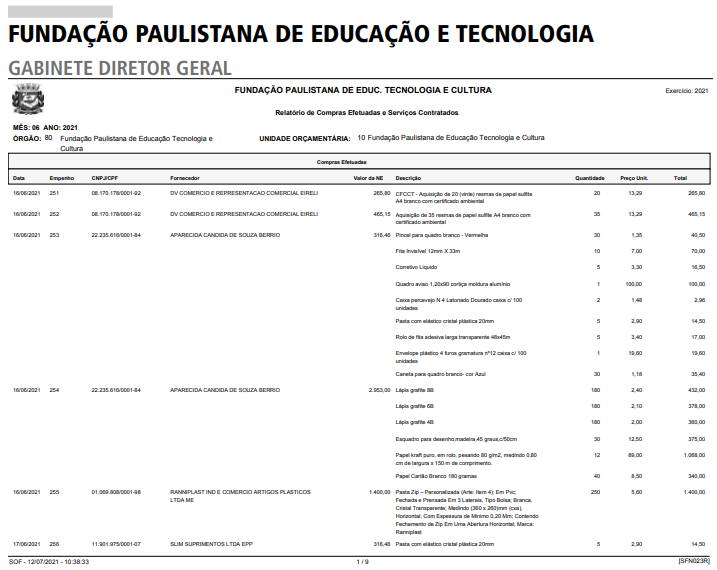 FUNDAÇÃO PAULISTANA DE EDUCAÇÃO E TECNOLOGIA
GABINETE DIRETOR GERAL
FUNDAÇÃO PAULISTANA DE EDUC. TECNOLOGIA E CULTURA
Exercício: 2021
Relatório de Compras Efetuadas e Serviços Contratados
MÊS: 06 ANO: 2021
ÓRGÃO: 80 Fundação Paulistana de Educação Tecnologia e Cultura
UNIDADE ORÇAMENTÁRIA: 10 Fundação Paulistana de Educação Tecnologia e Cultura
Compras Efetuadas
Data Empenho CNPJ/CPF Fornecedor Valor da NE Descrição Quantidade Preço Unit. Total
16/06/2021 251 08.170.178/0001-92 DV COMERCIO E REPRESENTACAO COMERCIAL EIRELI 265,80 CFCCT - Aquisição de 20 (vinte) resmas de papel sulfite 20 13,29 265,80
A4 branco com certificado ambiental
16/06/2021 252 08.170.178/0001-92 DV COMERCIO E REPRESENTACAO COMERCIAL EIRELI 465,15 Aquisição de 35 resmas de papel sulfite A4 branco com 35 13,29 465,15
certificado ambiental
16/06/2021 253 22.235.616/0001-84 APARECIDA CANDIDA DE SOUZA BERRIO 316,46 Pincal para quadro branco - Vermelha 30 1,35 40,50
Fita Invisível 12mm X 33m 10 7,00 70,00
Corretivo Liquido 5 3,30 16,50
Quadro aviso 1,20x90 cortiça moldura alumínio 1 100,00 100,00
Caixa percevejo N 4 Latonado Dourado caixa c/ 100 2 1,48 2,96
unidades
Pasta com elástico cristal plástica 20mm 5 2,90 14,50
Rolo de fita adesiva larga transparente 48x45m 5 3,40 17,00
Envelope plástico 4 furos gramatura nº12 caixa c/ 100 1 19,60 19,60
unidades
Caneta para quadro branco- cor Azul 30 1,18 35,40
16/06/2021 254 22.235.616/0001-84 APARECIDA CANDIDA DE SOUZA BERRIO 2.953,00 Lápis grafite 8B 180 2,40 432,00
Lápis grafite 6B 180 2,10 378,00
Lápis grafite 4B 180 2,00 360,00
Esquadro para desenho,madeira,45 graus,c/50cm 30 12,50 375,00
Papel kraft puro, em rolo, pesando 80 g/m2, medindo 0,80 12 89,00 1.068,00
cm de largura x 150 m de comprimento.
Papel Cartão Branco 180 gramas 40 8,50 340,00
16/06/2021 255 01.069.808/0001-98 RANNIPLAST IND E COMERCIO ARTIGOS PLASTICOS 1.400,00 Pasta Zip – Personalizada (Arte: Item 4); Em Pvc; 250 5,60 1.400,00
LTDA ME Fechada e Prensada Em 3 Laterais, Tipo Bolsa; Branca,
Cristal Transparente; Medindo (360 x 260)mm (cxa),
Horizontal; Com Espessura de Mínimo 0,20 Mm; Contendo
Fechamento de Zip Em Uma Abertura Horizontal; Marca:
Ranniplast
17/06/2021 256 11.901.975/0001-07 SLIM SUPRIMENTOS LTDA EPP 316,46 Pasta com elástico cristal plástica 20mm 5 2,90 14,50
SOF - 12/07/2021 - 10:38:33 1 / 9 [SFN023R]